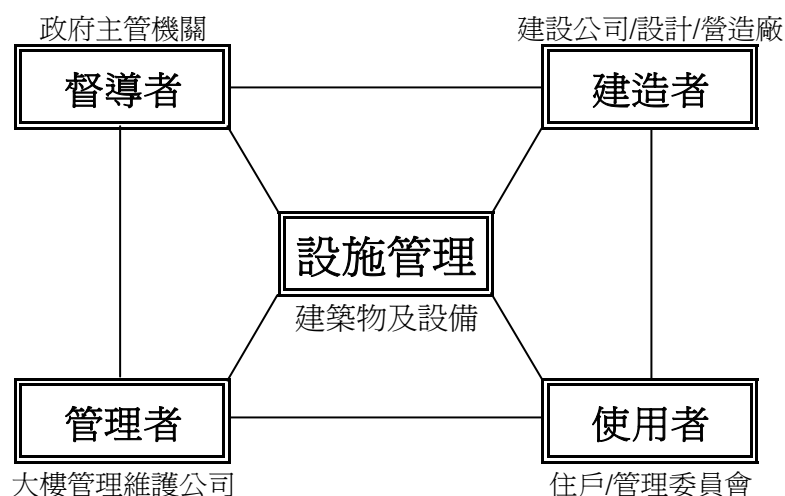 政府主管機關
建設公司/設計/營造廠
督導者
建造者
設施管理
建築物及設備
管理者
使用者
大樓管理維護公司
住戶/管理委員會